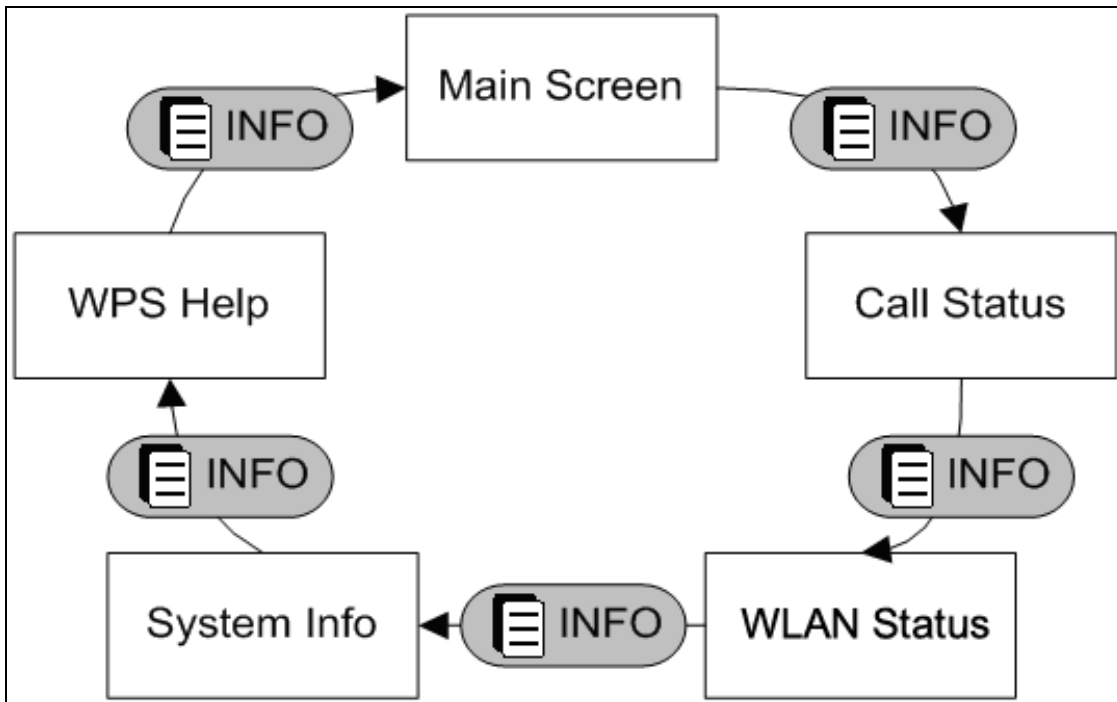 Main Screen
INFO
INFO
WPS Help
Call Status
INFO
INFO
System Info
INFO
WLAN Status